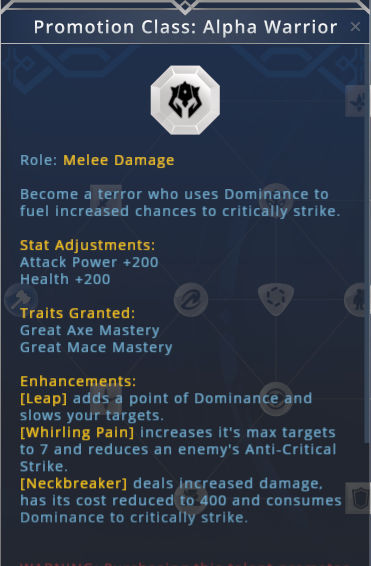 Promotion Class: Alpha Warrior
Role: Melee Damage
Become a terror who uses Dominance to
fuel increased chances to critically strike.
Stat Adjustments:
Attack Power +200
Health +200
Traits Granted:
Great Axe Mastery
Great Mace Mastery
Enhancements:
[Leap] adds a point of Dominance and
slows your targets.
[Whirling Pain] increases it's max targets
to 7 and reduces an enemy's Anti-Critical
Strike.
[Neckbreaker] deals increased damage,
has its cost reduced to 400 and consumes
Dominance to critically strike.